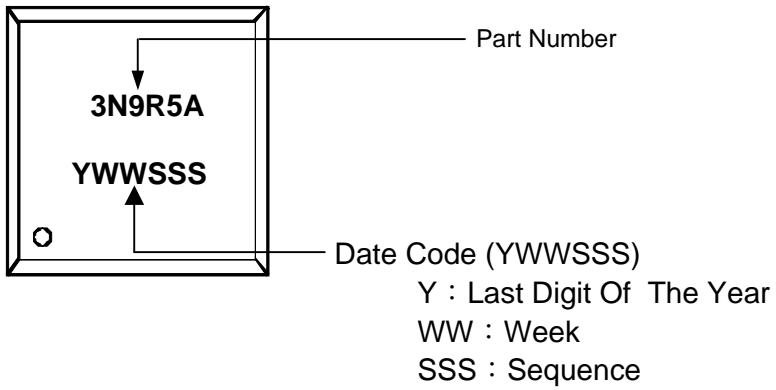 Part Number
3N9R5A
YWWSSS
Date Code (YWWSSS)
Y：Last Digit Of The Year
WW：Week
SSS：Sequence